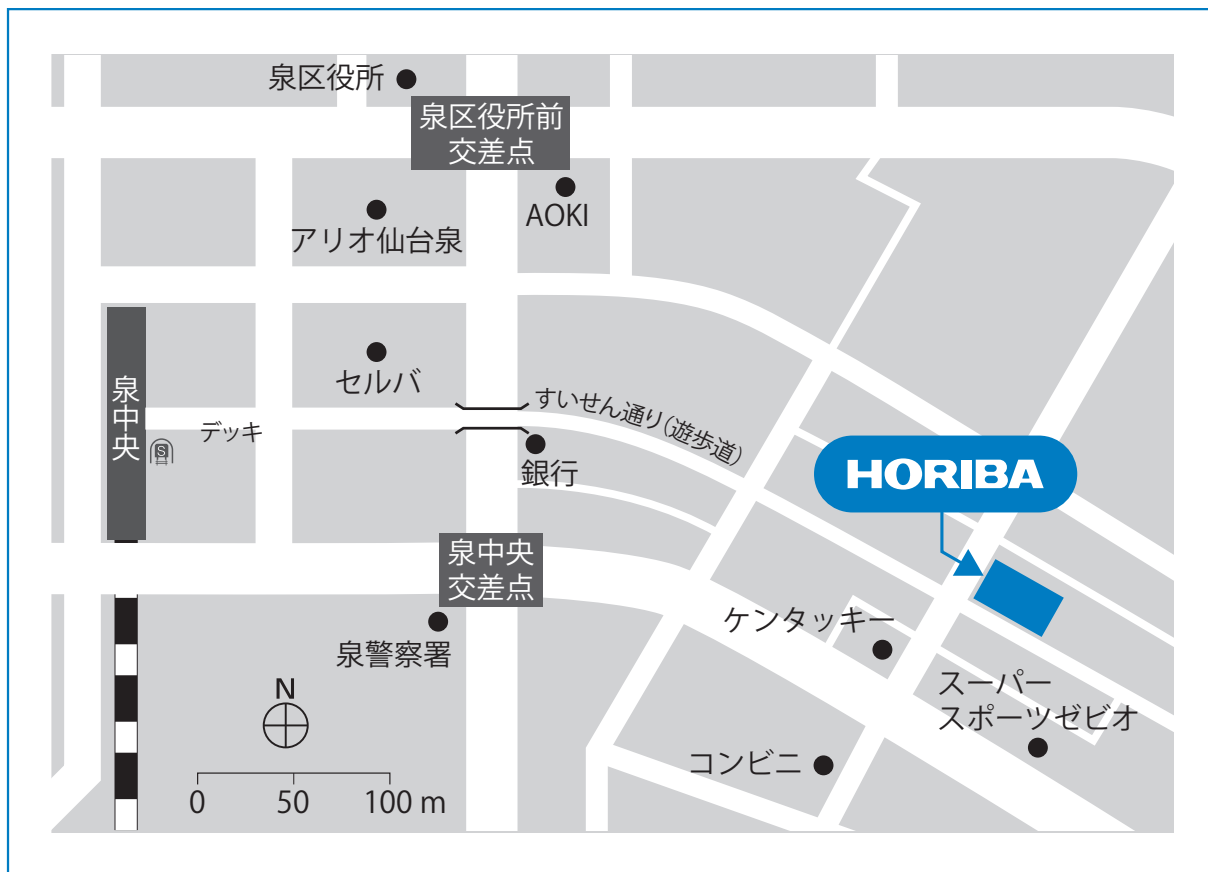 泉区役所
泉区役所前
交差点
AOKI
アリオ仙台泉
セルバ
すいせん通り(遊歩道)
泉中央
デッキ
S
銀行
HORIBA
泉中央
交差点
ケンタッキー
泉警察署
スーパー
スポーツゼビオ
N
コンビニ
0 50 100 m